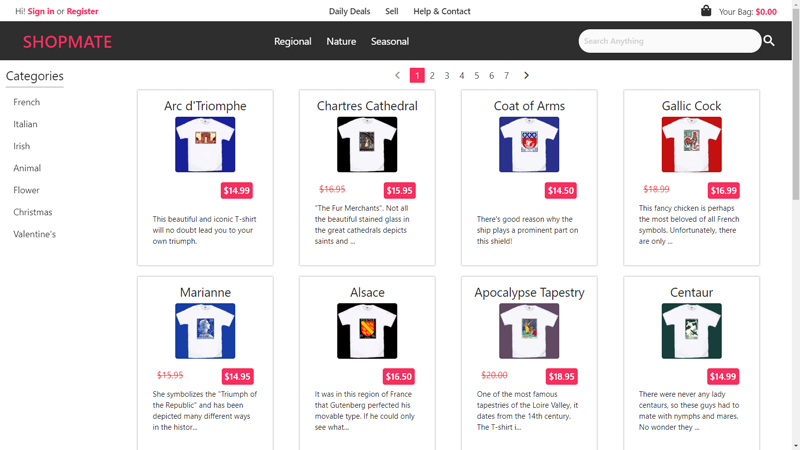 Hi! Sign in or Register
Daily Deals
Sell
Help & Contact
Your Bag: $0.00
SHOPMATE
Regional
Nature
Seasonal
Search Anything
Categories
French
Italian
Irish
Animal
Flower
Christmas
Valentine's
1 2 3 4 5 6 7
Arc d'Triomphe
$14.99
This beautiful and iconic T-shirt
will no doubt lead you to your
own triumph.
Chartres Cathedral
$16.95
$15.95
"The Fur Merchants". Not all
the beautiful stained glass in
the great cathedrals depicts
saints and ...
Coat of Arms
$14.50
There's good reason why the
ship plays a prominent part on
this shield!
Gallic Cock
$18.99
$16.99
This fancy chicken is perhaps
the most beloved of all French
symbols. Unfortunately, there
are only ...
Marianne
$15.95
$14.95
She symbolizes the "Triumph of
the Republic" and has been
depicted many different ways
in the histor...
Alsace
$16.50
It was in this region of France
that Gutenberg perfected his
movable type. If he could only
see what...
Apocalypse Tapestry
$20.00
$18.95
One of the most famous
tapestries of the Loire Valley, it
dates from the 14th century.
The T-shirt i...
Centaur
$14.99
There were never any lady
centaurs, so these guys had to
mate with nymphs and mares.
No wonder they ...